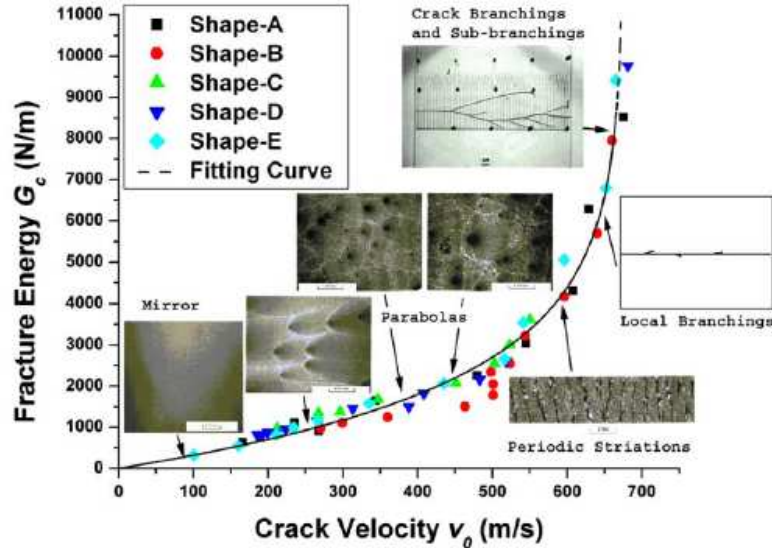 11000
10000
9000
8000
7000
6000
5000
4000
3000
2000
1000
0
Fracture Energy G_c (N/m)
Shape-A
Shape-B
Shape-C
Shape-D
Shape-E
Fitting Curve
Crack Branchings
and Sub-branchings
Mirror
Parabolas
Local Branchings
Periodic Striations
0 100 200 300 400 500 600 700
Crack Velocity v_0 (m/s)